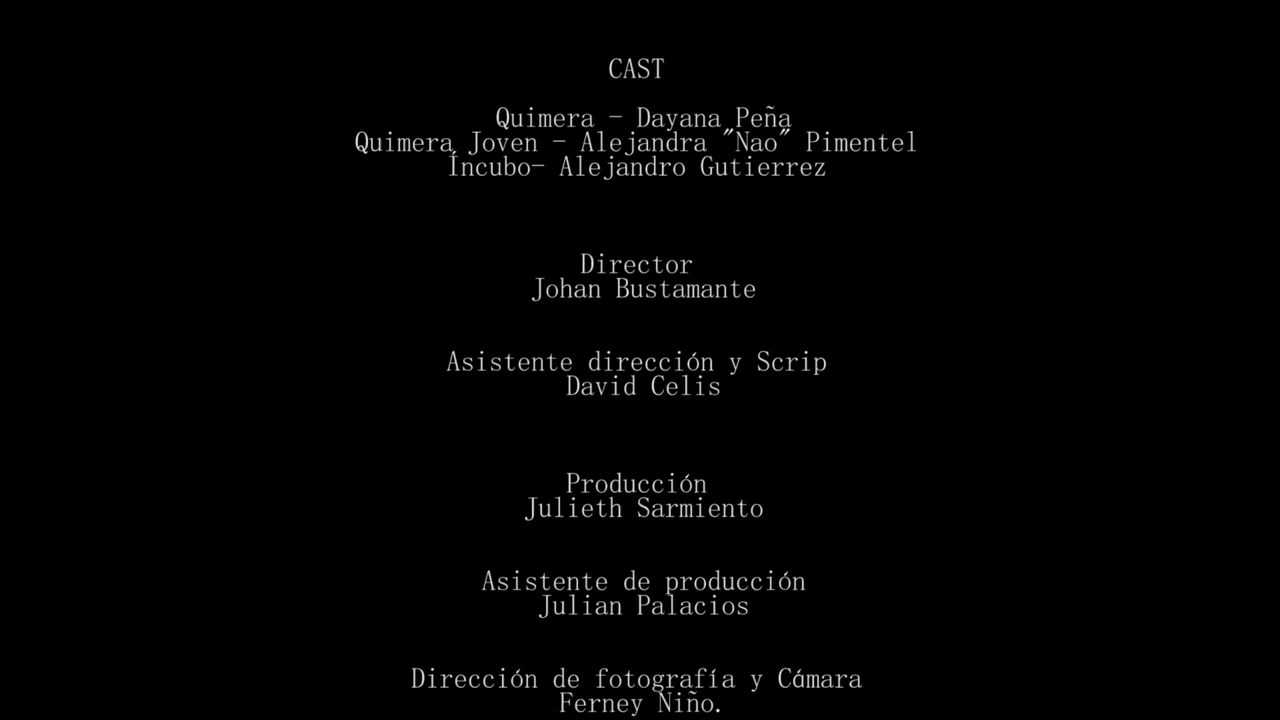 CAST
Quimera - Dayana Peña
Quimera Joven - Alejandra "Nao" Pimentel
Íncubo- Alejandro Gutierrez
Director
Johan Bustamante
Asistente dirección y Scrip
David Celis
Producción
Julieth Sarmiento
Asistente de producción
Julian Palacios
Dirección de fotografía y Cámara
Ferney Niño.